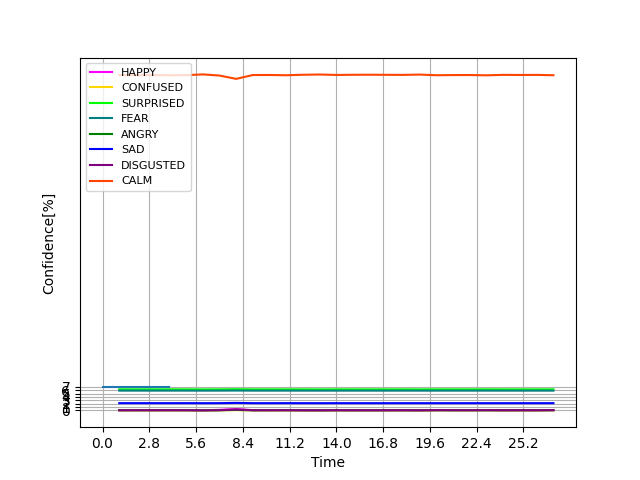 HAPPY
CONFUSED
SURPRISED
FEAR
ANGRY
SAD
DISGUSTED
CALM
Confidence[%]
7
0.0 2.8 5.6 8.4 11.2 14.0 16.8 19.6 22.4 25.2
Time